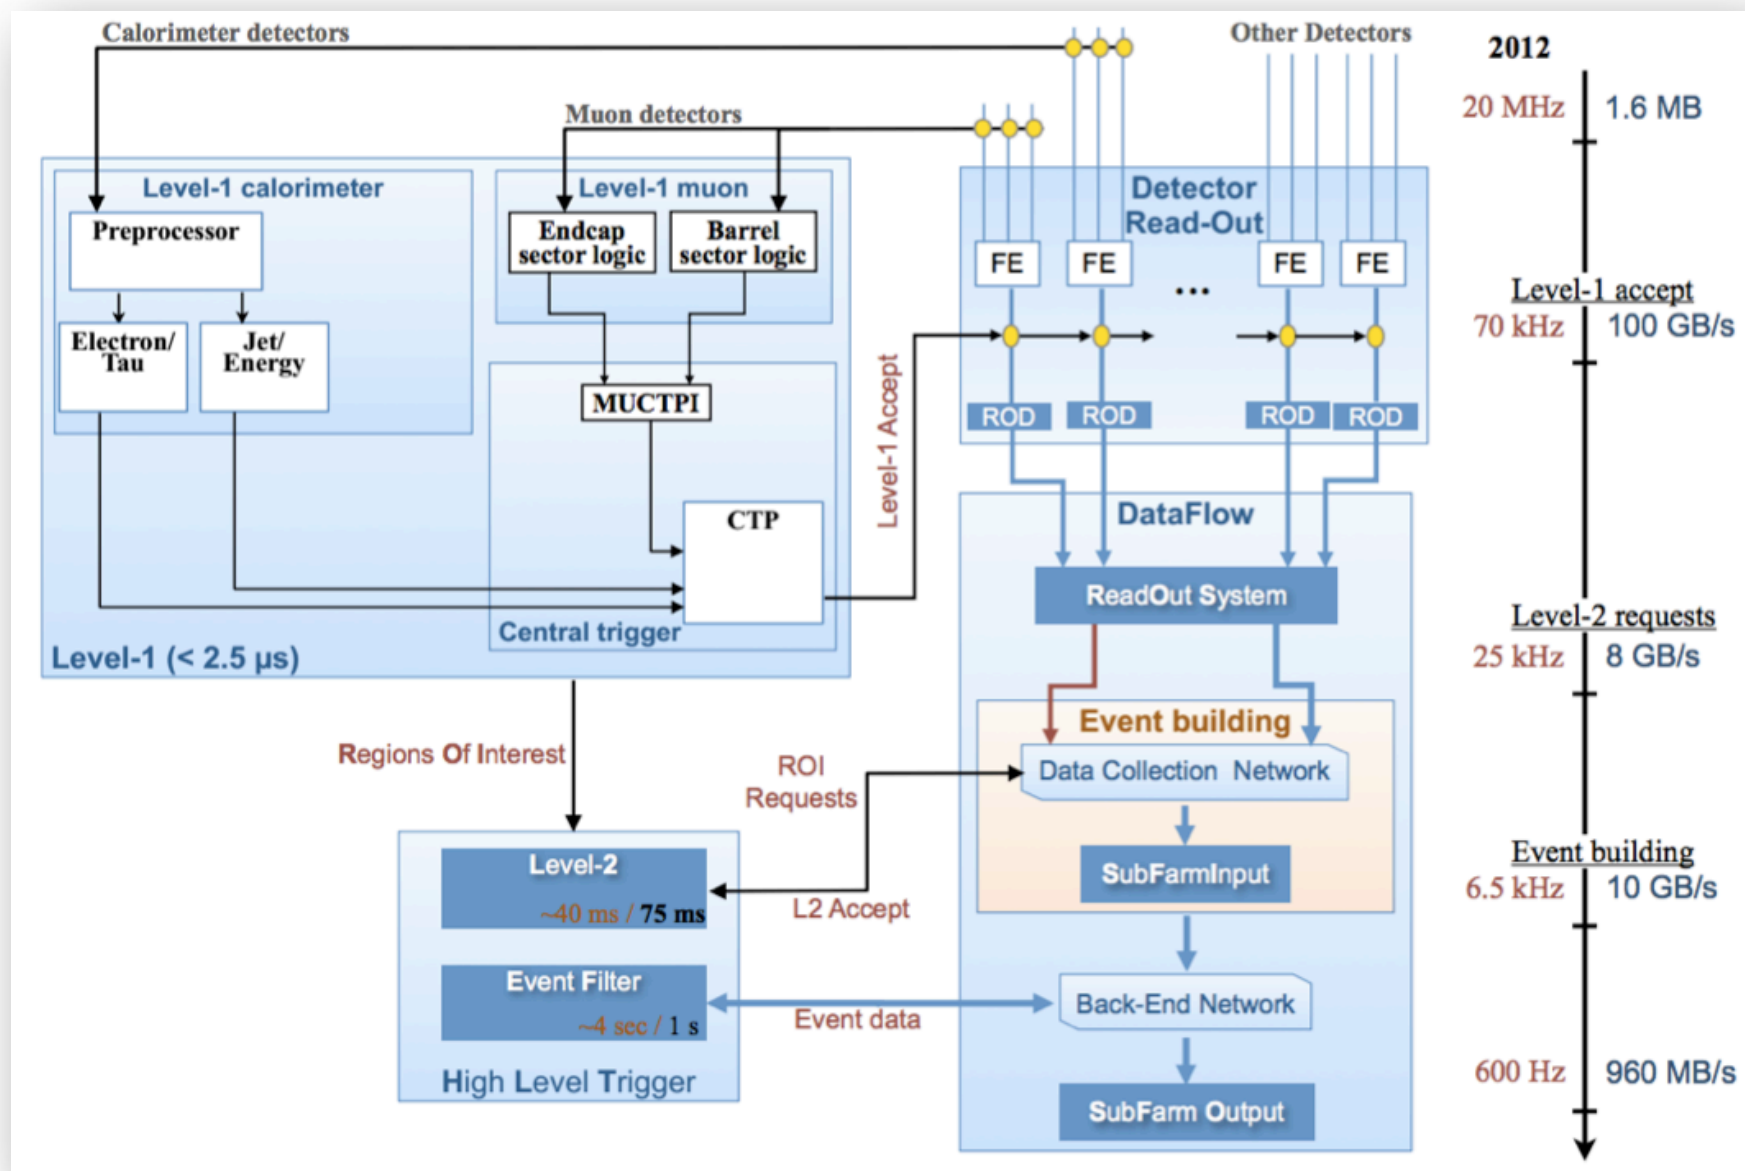 Calorimeter detectors
Muon detectors
Other Detectors
2012
20 MHz
1.6 MB
Level-1 calorimeter
Preprocessor
Electron/
Tau
Jet/
Energy
Level-1 muon
Endcap
sector logic
Barrel
sector logic
MUCTPI
CTP
Central trigger
Level-1 (< 2.5 µs)
Level-1 Accept
Detector
Read-Out
FE
FE
...
FE
FE
ROD
ROD
ROD
ROD
Level-1 accept
70 kHz
100 GB/s
DataFlow
ReadOut System
Level-2 requests
25 kHz
8 GB/s
Event building
Data Collection Network
SubFarmInput
Regions Of Interest
ROI
Requests
L2 Accept
Level-2
~40 ms / 75 ms
Event Filter
~4 sec / 1 s
High Level Trigger
Event data
Back-End Network
SubFarm Output
Event building
6.5 kHz
10 GB/s
600 Hz
960 MB/s